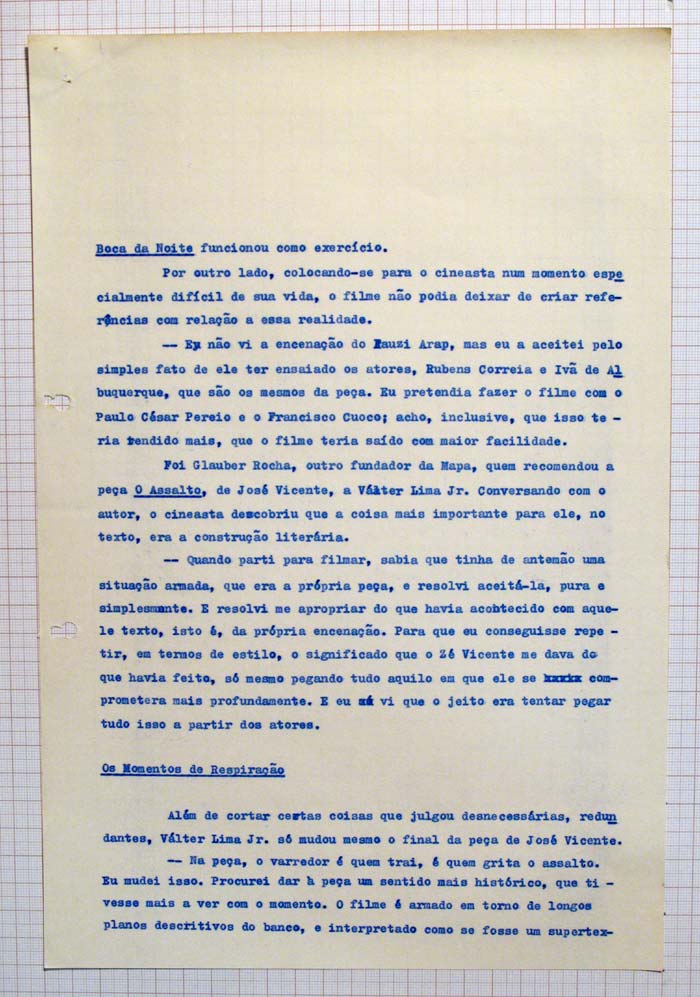 Boca da Noite funcionou como exercício.
Por outro lado, colocando-se para o cineasta num momento espe
cialmente difícil de sua vida, o filme não podia deixar de criar refe-
rências com relação a essa realidade.
-- Eu não vi a encenação do Fauzi Arap, mas eu a aceitei pelo
simples fato de ele ter ensaiado os atores, Rubens Correia e Ivã de Al
buquerque, que são os mesmos da peça. Eu pretendia fazer o filme com o
Paulo César Pereio e o Francisco Cuoco; acho, inclusive, que isso te -
ria rendido mais, que o filme teria saído com maior facilidade.
Foi Glauber Rocha, outro fundador da Mapa, quem recomendou a
peça O Assalto, de José Vicente, a Válter Lima Jr. Conversando com o
autor, o cineasta descobriu que a coisa mais importante para ele, no
texto, era a construção literária.
-- Quando parti para filmar, sabia que tinha de antemão uma
situação armada, que era a própria peça, e resolvi aceitá-la, pura e
simplesmante. E resolvi me apropriar do que havia acontecido com aque-
le texto, isto é, da própria encenação. Para que eu conseguisse repe -
tir, em termos de estilo, o significado que o Zé Vicente me dava do
que havia feito, só mesmo pegando tudo aquilo em que ele se com-
prometera mais profundamente. E eu vi que o jeito era tentar pegar
tudo isso a partir dos atores.
Os Momentos de Respiração
Além de cortar certas coisas que julgou desnecessárias, redun
dantes, Válter Lima Jr. só mudou mesmo o final da peça de José Vicente.
-- Na peça, o varredor é quem trai, é quem grita o assalto.
Eu mudei isso. Procurei dar à peça um sentido mais histórico, que ti -
vesse mais a ver com o momento. O filme é armado em torno de longos
planos descritivos do banco, e interpretado como se fosse um supertex-